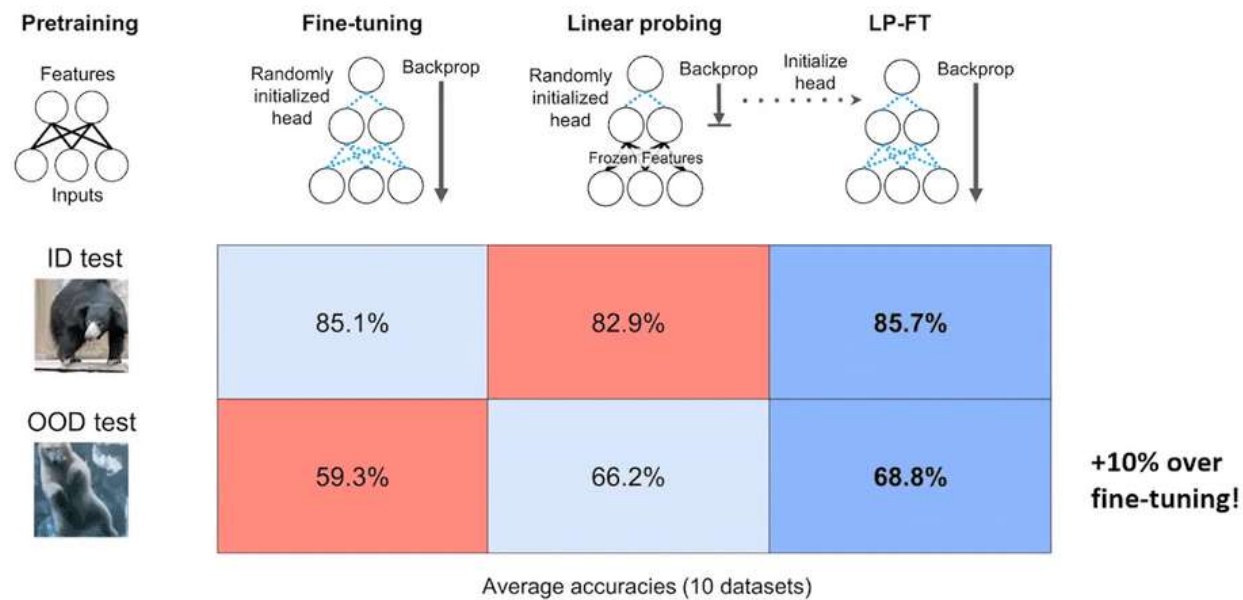 Pretraining
Fine-tuning
Linear probing
LP-FT
Features
Inputs
Randomly
initialized
head
Backprop
Randomly
initialized
head
Backprop
Frozen Features
Initialize
head
Backprop
ID test
85.1%
82.9%
85.7%
OOD test
59.3%
66.2%
68.8%
+10% over
fine-tuning!
Average accuracies (10 datasets)